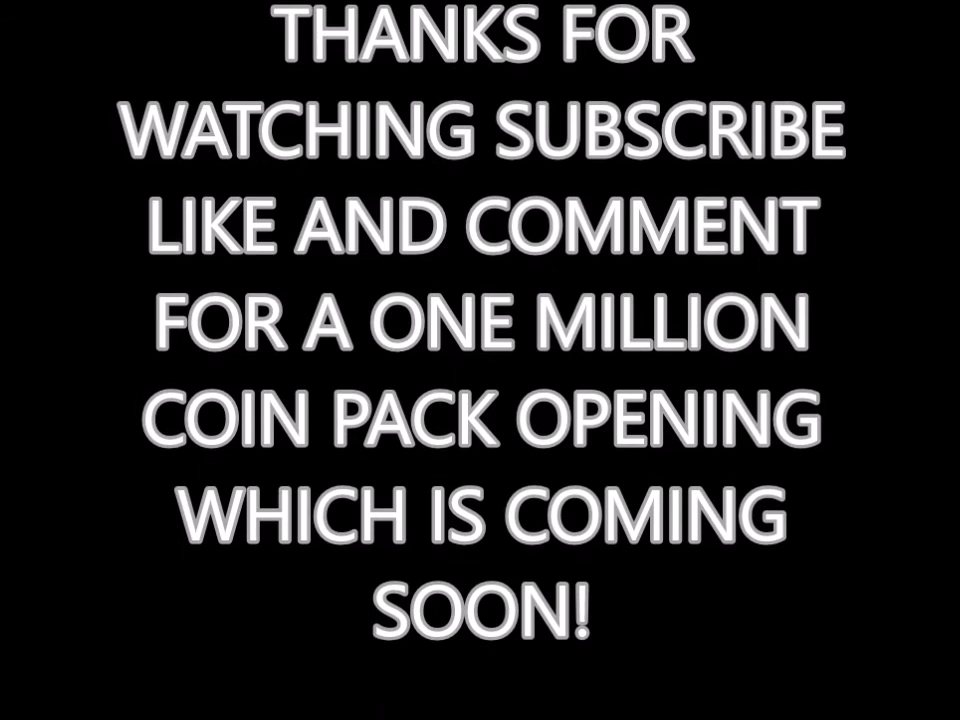 THANKS FOR
WATCHING SUBSCRIBE
LIKE AND COMMENT
FOR A ONE MILLION
COIN PACK OPENING
WHICH IS COMING
SOON!